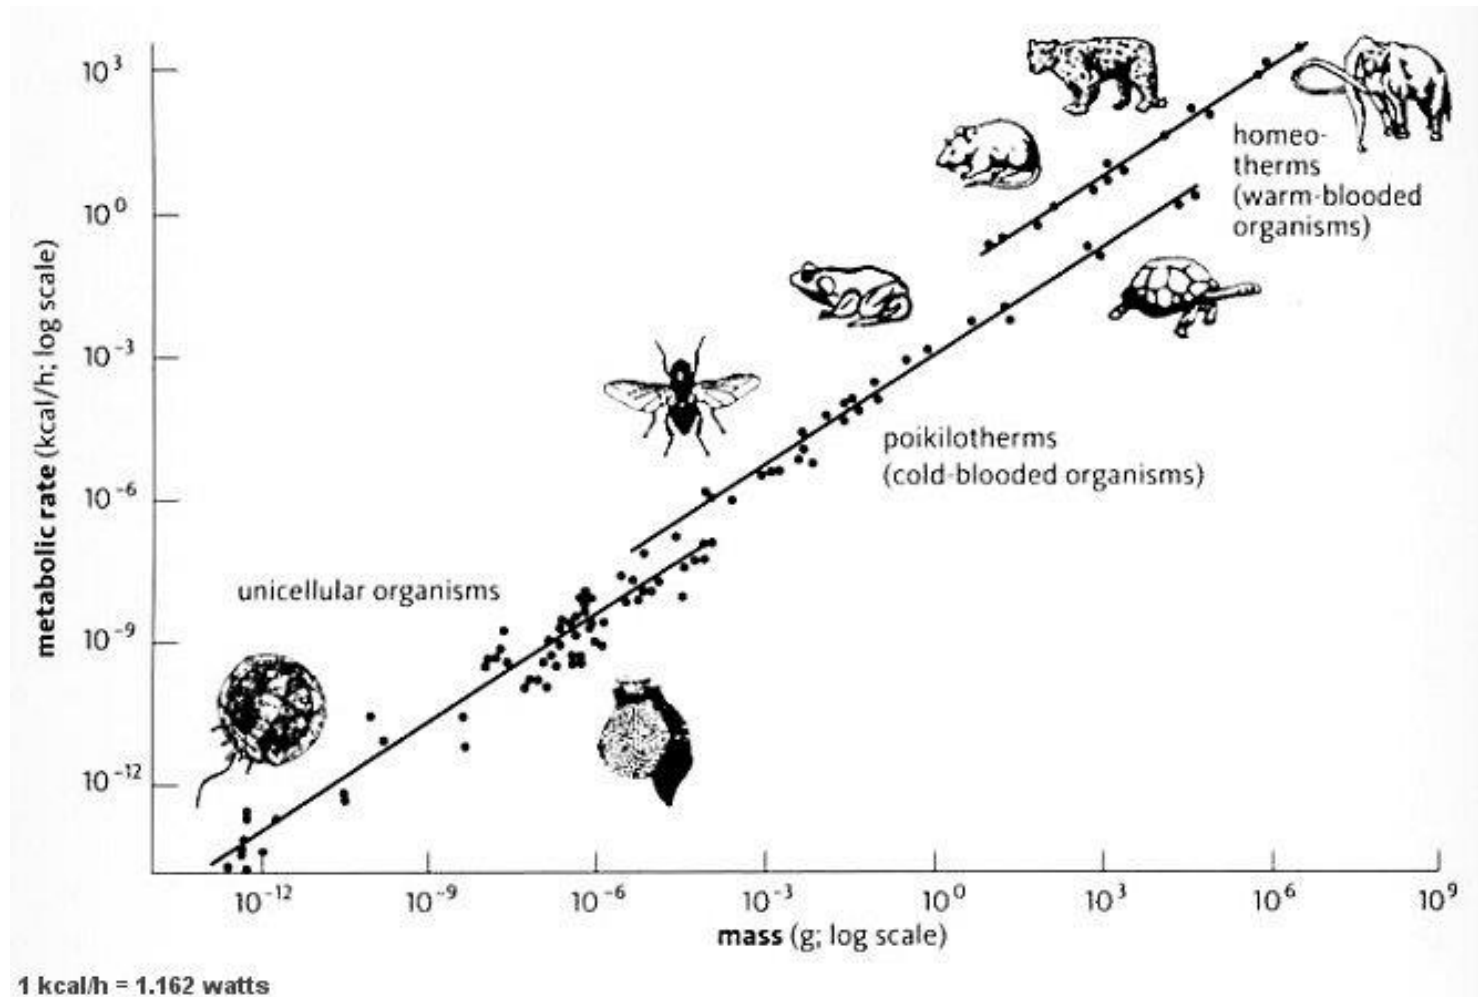 10³
10⁰
10⁻³
10⁻⁶
10⁻⁹
10⁻¹²
metabolic rate (kcal/h; log scale)
homeo-
therms
(warm-blooded
organisms)
poikilotherms
(cold-blooded organisms)
unicellular organisms
10⁻¹² 10⁻⁹ 10⁻⁶ 10⁻³ 10⁰ 10³ 10⁶ 10⁹
mass (g; log scale)
1 kcal/h = 1.162 watts